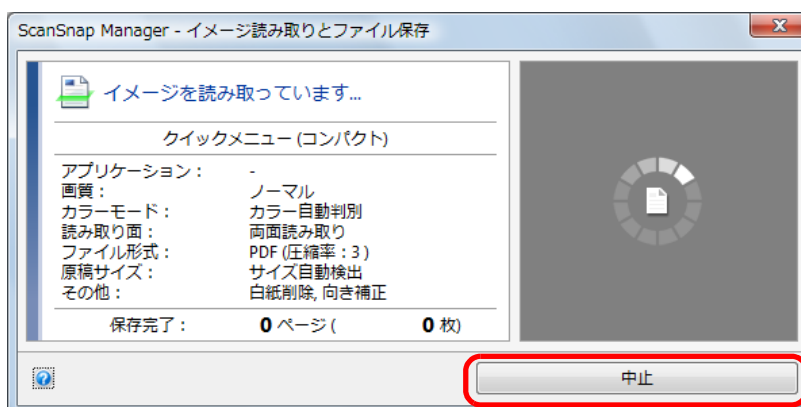 ScanSnap Manager - イメージ読み取りとファイル保存
イメージを読み取っています...
クイックメニュー (コンパクト)
アプリケーション： -
画質： ノーマル
カラーモード： カラー自動判別
読み取り面： 両面読み取り
ファイル形式： PDF (圧縮率：3)
原稿サイズ： サイズ自動検出
その他： 白紙削除, 向き補正
保存完了： 0 ページ ( 0 枚)
中止